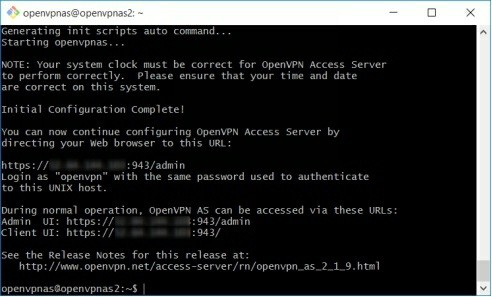 openvpnas@openvpnas2: ~
Generating init scripts auto command...
Starting openvpnas...
NOTE: Your system clock must be correct for OpenVPN Access Server
to perform correctly.  Please ensure that your time and date
are correct on this system.
Initial Configuration Complete!
You can now continue configuring OpenVPN Access Server by
directing your Web browser to this URL:
https:// :943/admin
Login as "openvpn" with the same password used to authenticate
to this UNIX host.
During normal operation, OpenVPN AS can be accessed via these URLs:
Admin  UI: https:// :943/admin
Client UI: https:// :943/
See the Release Notes for this release at:
http://www.openvpn.net/access-server/rn/openvpn_as_2_1_9.html
openvpnas@openvpnas2:~$